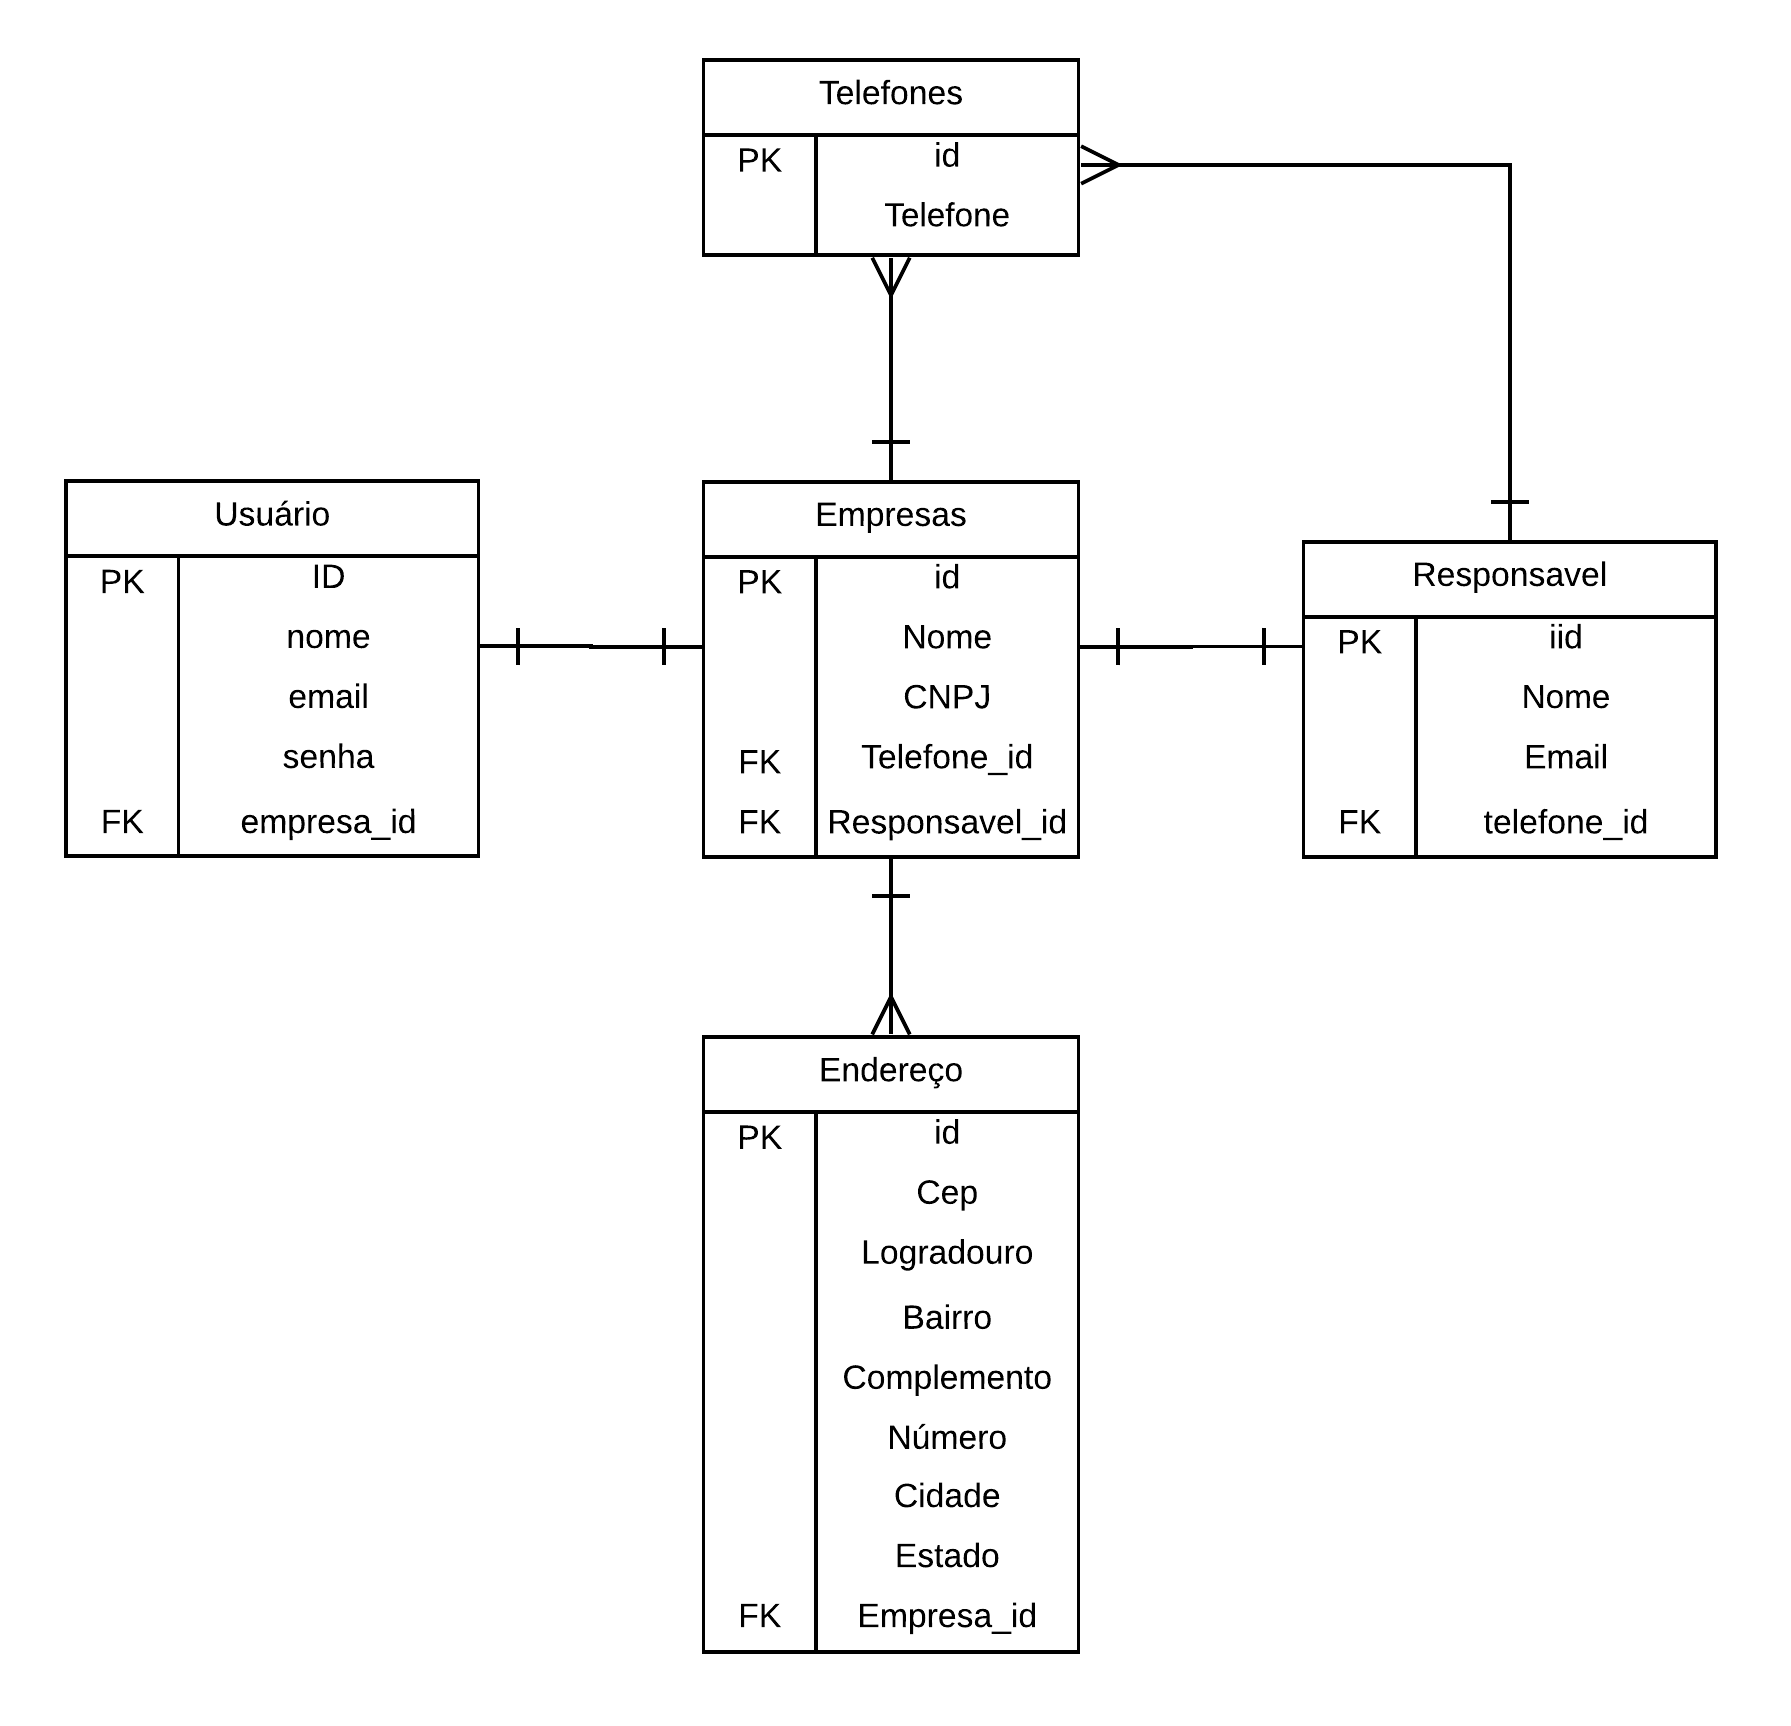 Telefones
PK id
Telefone
Usuário
PK ID
nome
email
senha
FK empresa_id
Empresas
PK id
Nome
CNPJ
FK Telefone_id
FK Responsavel_id
Responsavel
PK iid
Nome
Email
FK telefone_id
Endereço
PK id
Cep
Logradouro
Bairro
Complemento
Número
Cidade
Estado
FK Empresa_id